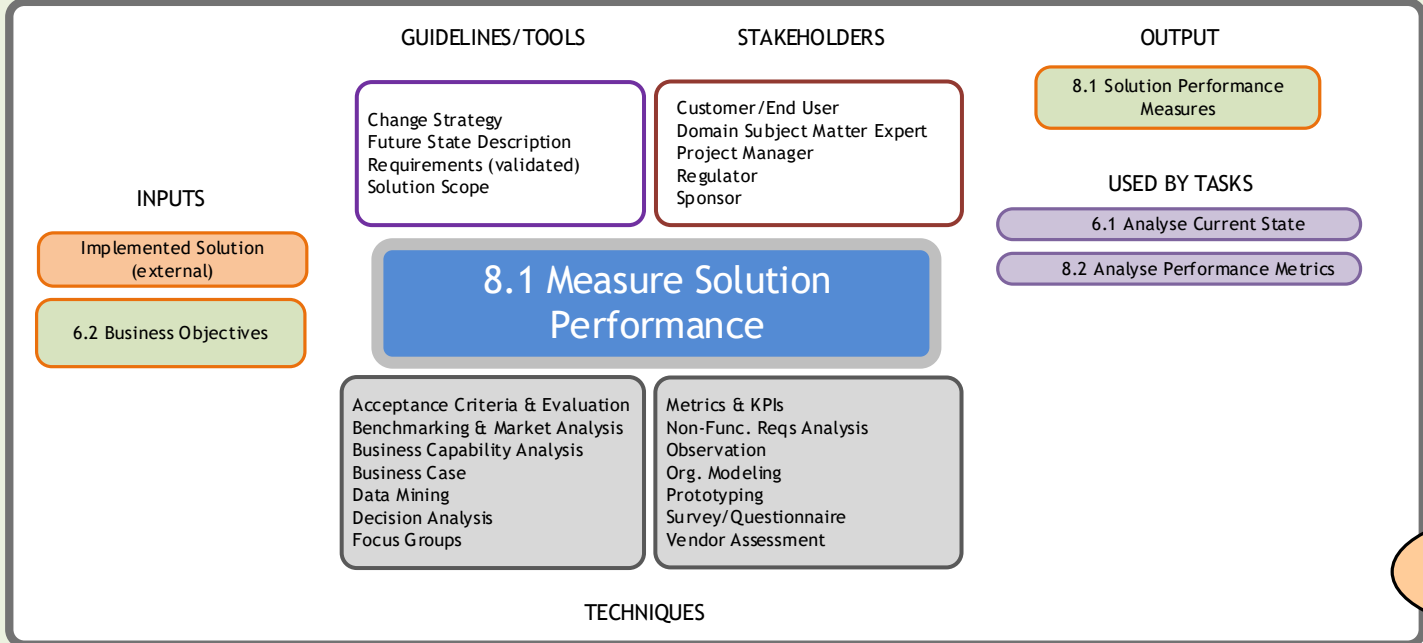 GUIDELINES/TOOLS
STAKEHOLDERS
OUTPUT
8.1 Solution Performance
Measures
Change Strategy
Future State Description
Requirements (validated)
Solution Scope
Customer/End User
Domain Subject Matter Expert
Project Manager
Regulator
Sponsor
INPUTS
USED BY TASKS
Implemented Solution
(external)
6.2 Business Objectives
8.1 Measure Solution
Performance
6.1 Analyse Current State
8.2 Analyse Performance Metrics
Acceptance Criteria & Evaluation
Benchmarking & Market Analysis
Business Capability Analysis
Business Case
Data Mining
Decision Analysis
Focus Groups
Metrics & KPIs
Non-Func. Reqs Analysis
Observation
Org. Modeling
Prototyping
Survey/Questionnaire
Vendor Assessment
TECHNIQUES